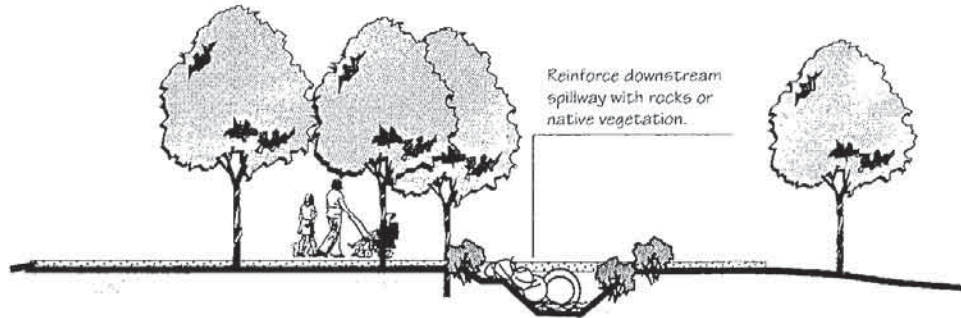 Reinforce downstream
spillway with rocks or
native vegetation.